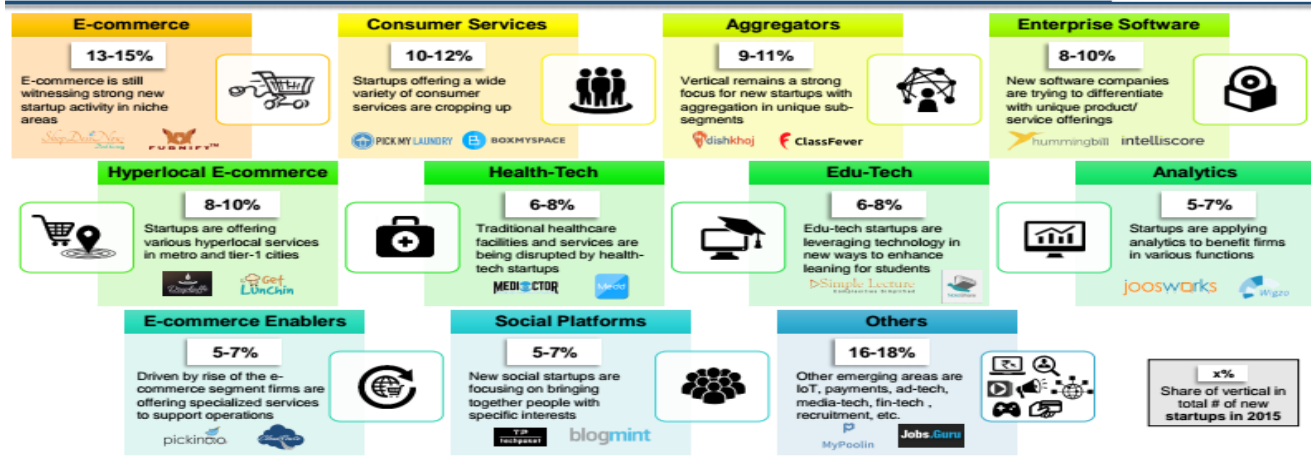 E-commerce
13-15%
E-commerce is still
witnessing strong new
startup activity in niche
areas
Consumer Services
10-12%
Startups offering a wide
variety of consumer
services are cropping up
PICK MY LAUNDRY
BOXMYSPACE
Aggregators
9-11%
Vertical remains a strong
focus for new startups with
aggregation in unique sub-
segments
dishkhoj
ClassFever
Enterprise Software
8-10%
New software companies
are trying to differentiate
with unique product/
service offerings
hummingbill
intelliscore
Hyperlocal E-commerce
8-10%
Startups are offering
various hyperlocal services
in metro and tier-1 cities
Get
LUnChin
Health-Tech
6-8%
Traditional healthcare
facilities and services are
being disrupted by health-
tech startups
Medd
Edu-Tech
6-8%
Edu-tech startups are
leveraging technology in
new ways to enhance
leaning for students
Simple Lecture
Analytics
5-7%
Startups are applying
analytics to benefit firms
in various functions
joosworks
Wigzo
E-commerce Enablers
5-7%
Driven by rise of the e-
commerce segment firms are
offering specialized services
to support operations
Social Platforms
5-7%
New social startups are
focusing on bringing
together people with
specific interests
TP
blogmint
Others
16-18%
Other emerging areas are
IoT, payments, ad-tech,
media-tech, fin-tech ,
recruitment, etc.
MyPoolin
Jobs.Guru
x%
Share of vertical in
total # of new
startups in 2015